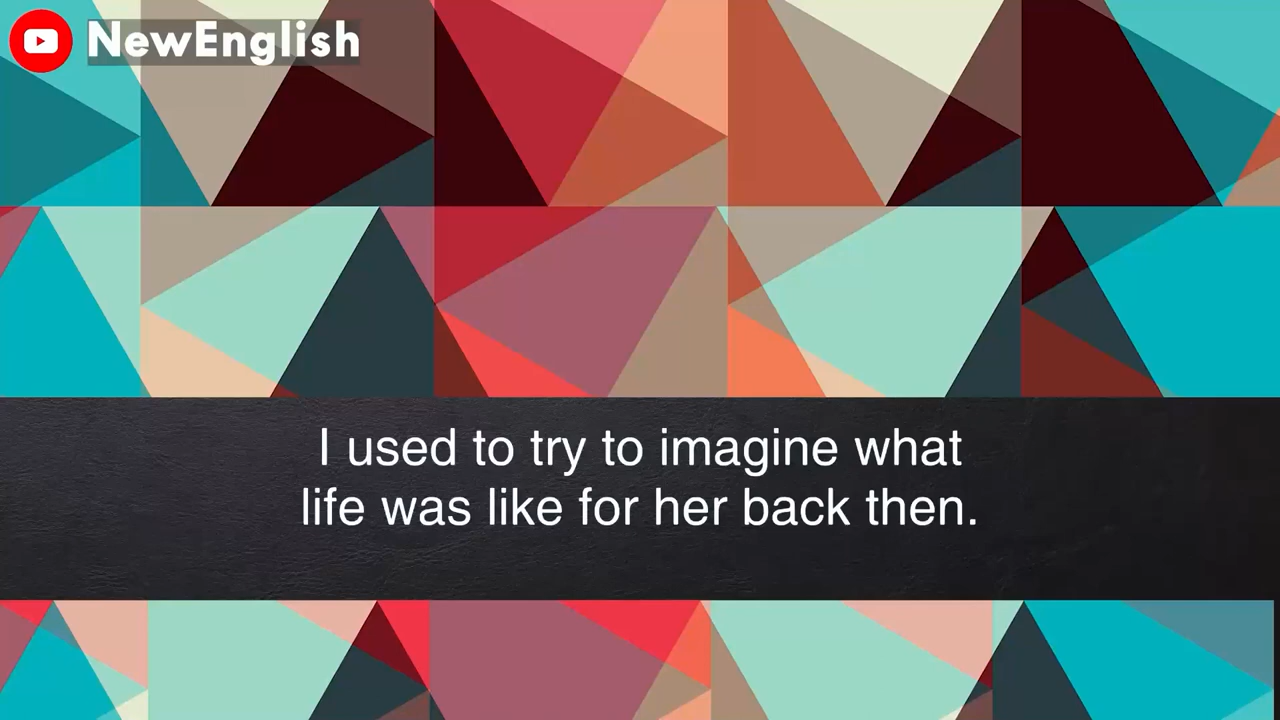 NewEnglish
I used to try to imagine what
life was like for her back then.